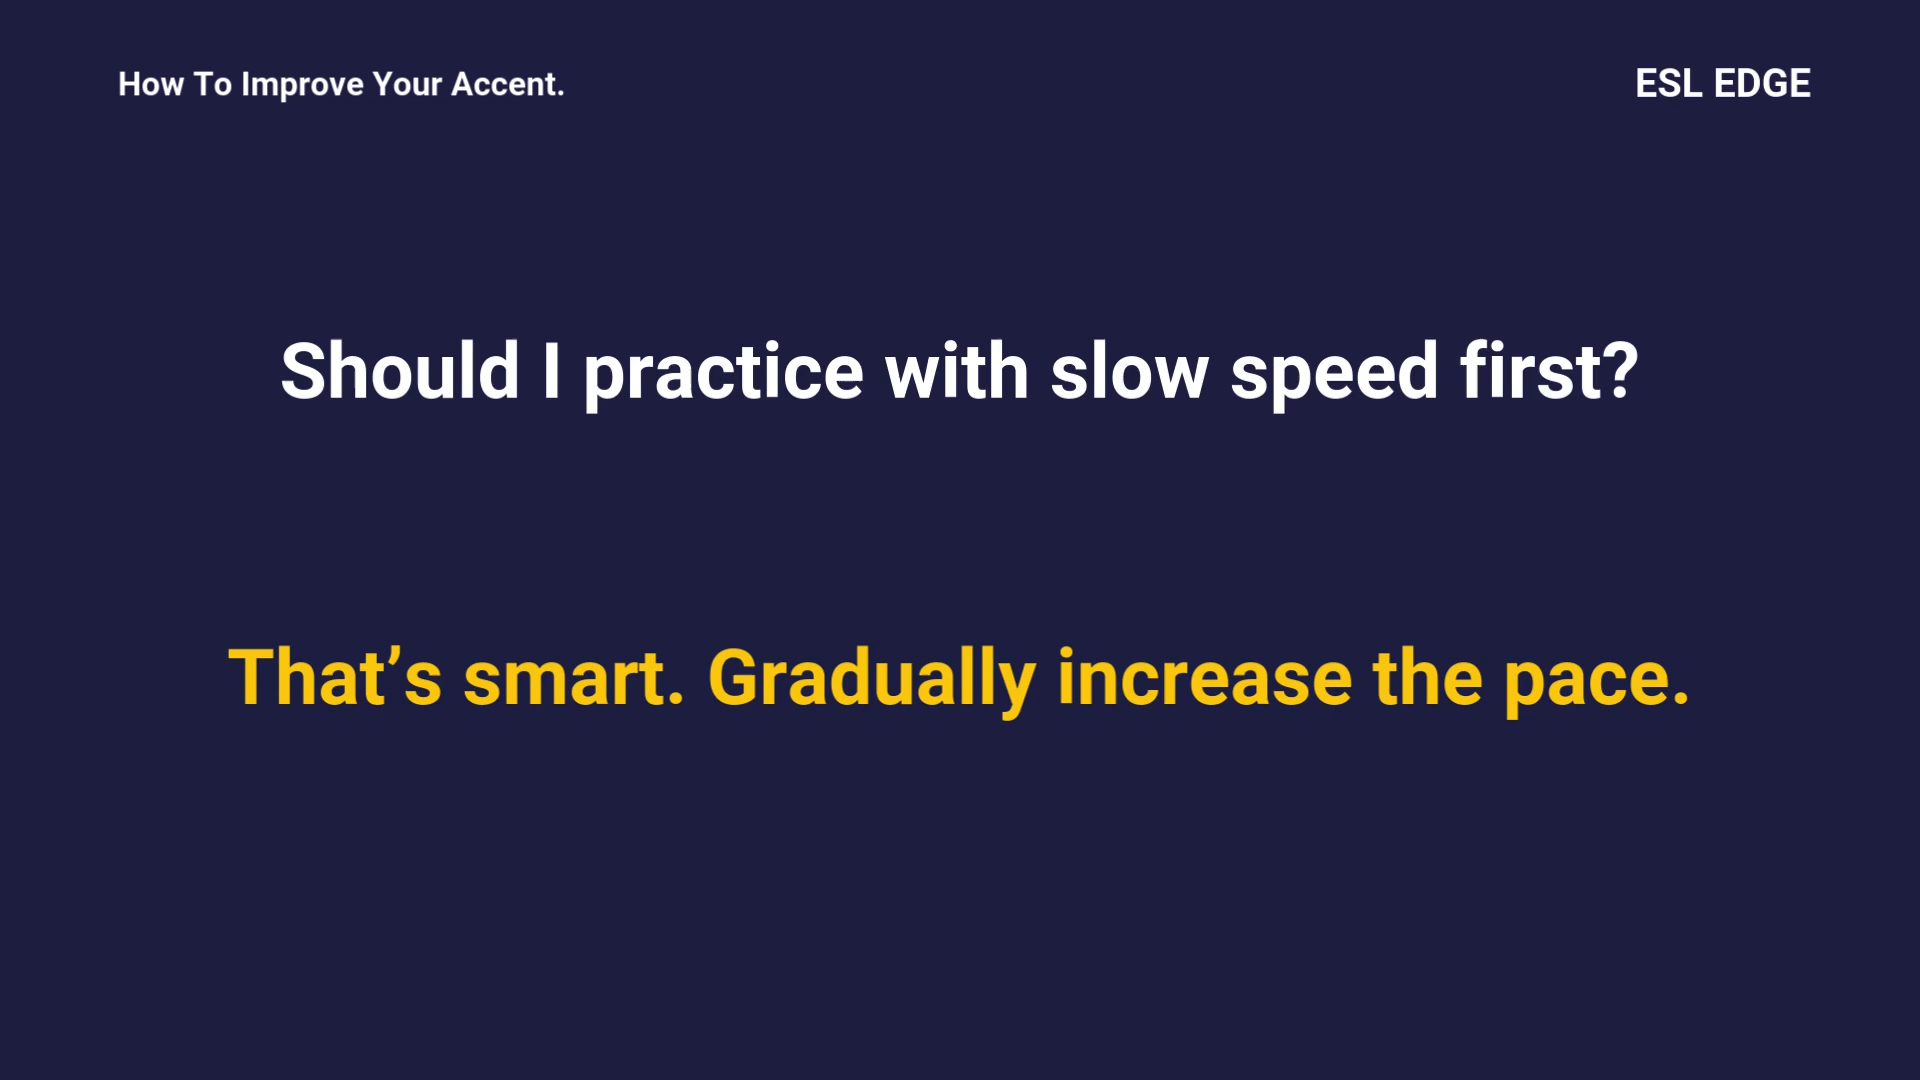 How To Improve Your Accent.
ESL EDGE
Should I practice with slow speed first?
That’s smart. Gradually increase the pace.